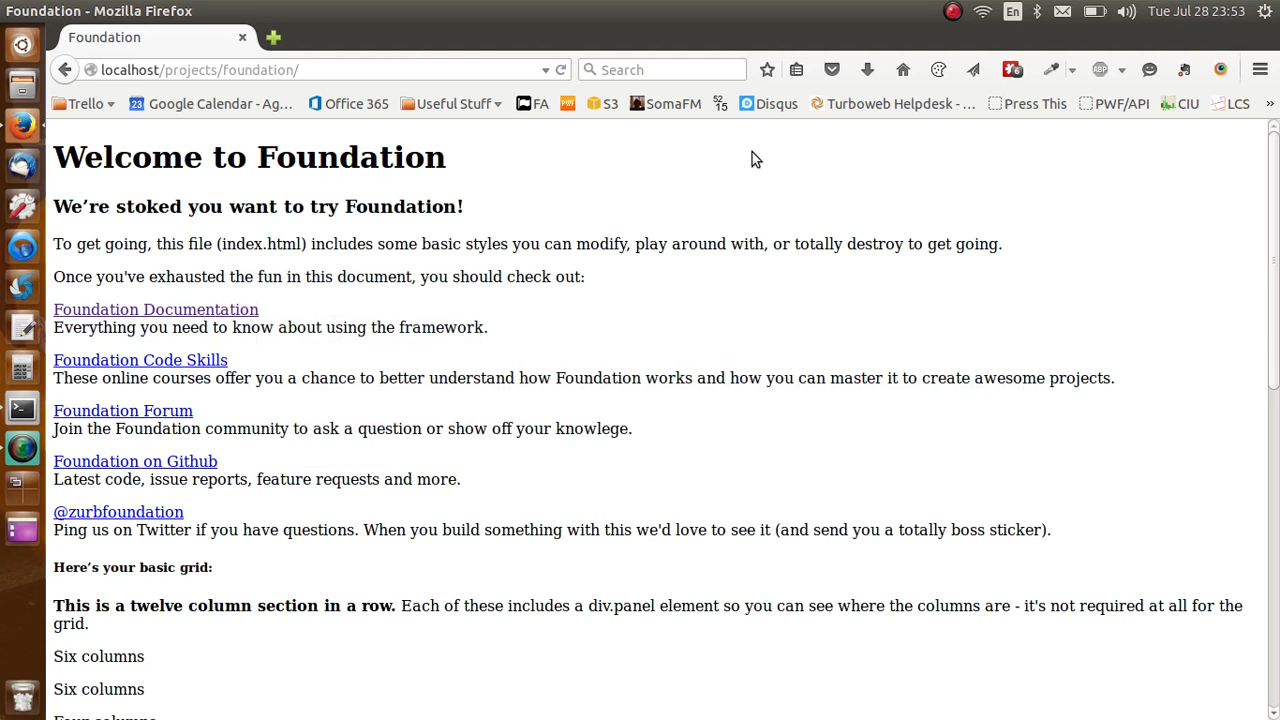 Foundation - Mozilla Firefox
En
Tue Jul 28 23:53
Foundation
localhost/projects/foundation/
Search
6
ABP
Trello
23 Google Calendar - Ag...
Office 365
Useful Stuff
FA
PWF
S3
SomaFM
52
15
Disqus
Turboweb Helpdesk - ...
Press This
PWF/API
CIU
LCS
Welcome to Foundation
We’re stoked you want to try Foundation!
To get going, this file (index.html) includes some basic styles you can modify, play around with, or totally destroy to get going.
Once you've exhausted the fun in this document, you should check out:
Foundation Documentation
Everything you need to know about using the framework.
Foundation Code Skills
These online courses offer you a chance to better understand how Foundation works and how you can master it to create awesome projects.
Foundation Forum
Join the Foundation community to ask a question or show off your knowlege.
Foundation on Github
Latest code, issue reports, feature requests and more.
@zurbfoundation
Ping us on Twitter if you have questions. When you build something with this we'd love to see it (and send you a totally boss sticker).
Here’s your basic grid:
This is a twelve column section in a row. Each of these includes a div.panel element so you can see where the columns are - it's not required at all for the
grid.
Six columns
Six columns
Four columns